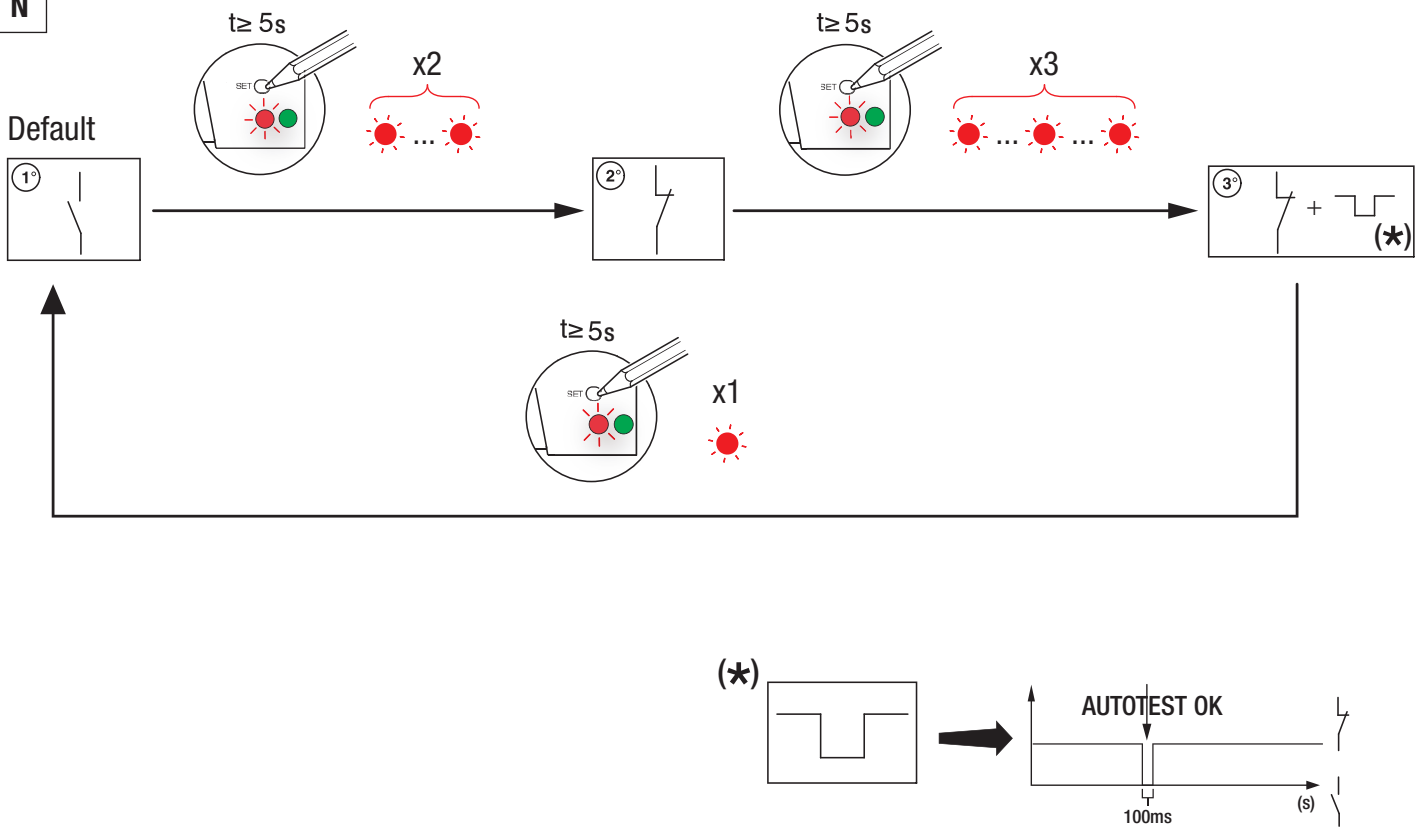 N
t≥ 5s
SET
x2
...
t≥ 5s
SET
x3
... ...
Default
1°
2°
3°
+
(*)
t≥ 5s
SET
x1
(*)
AUTOTEST OK
100ms
(s)